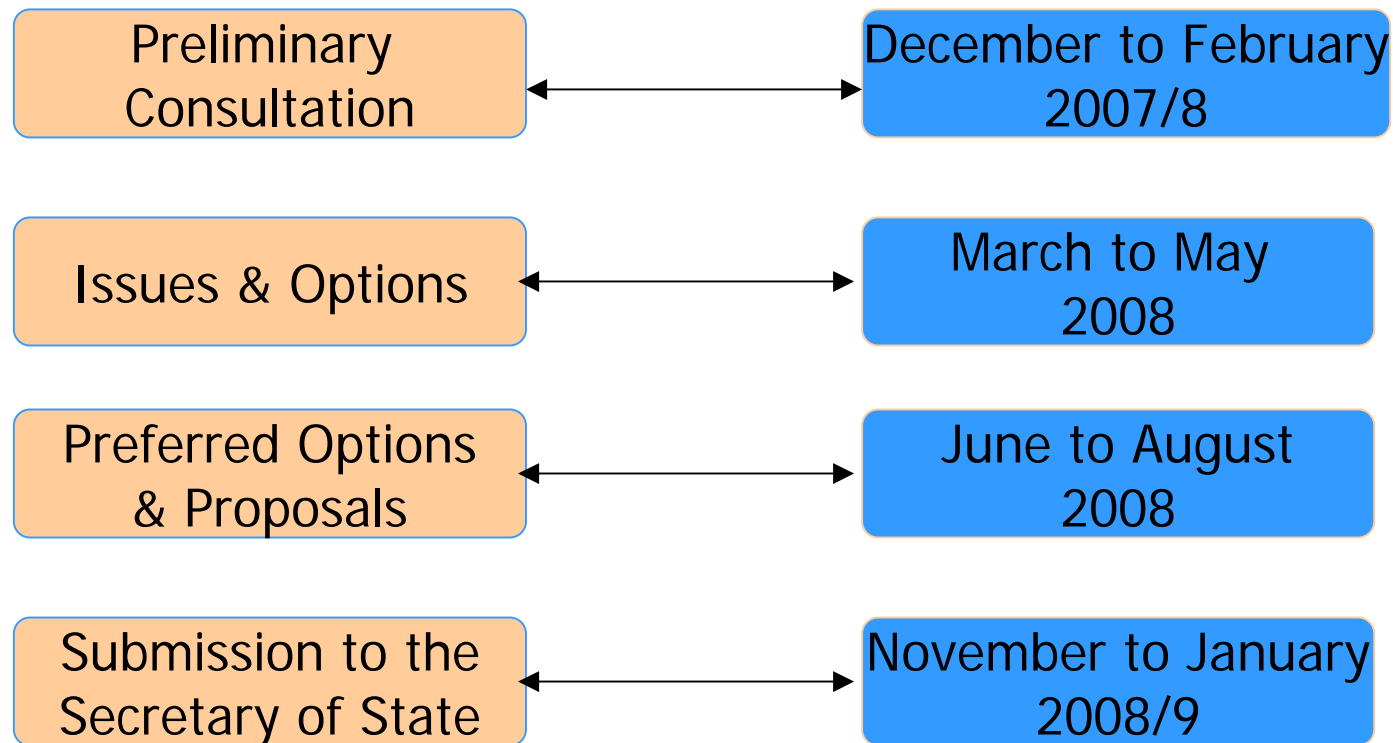 Preliminary
Consultation
December to February
2007/8
Issues & Options
March to May
2008
Preferred Options
& Proposals
June to August
2008
Submission to the
Secretary of State
November to January
2008/9